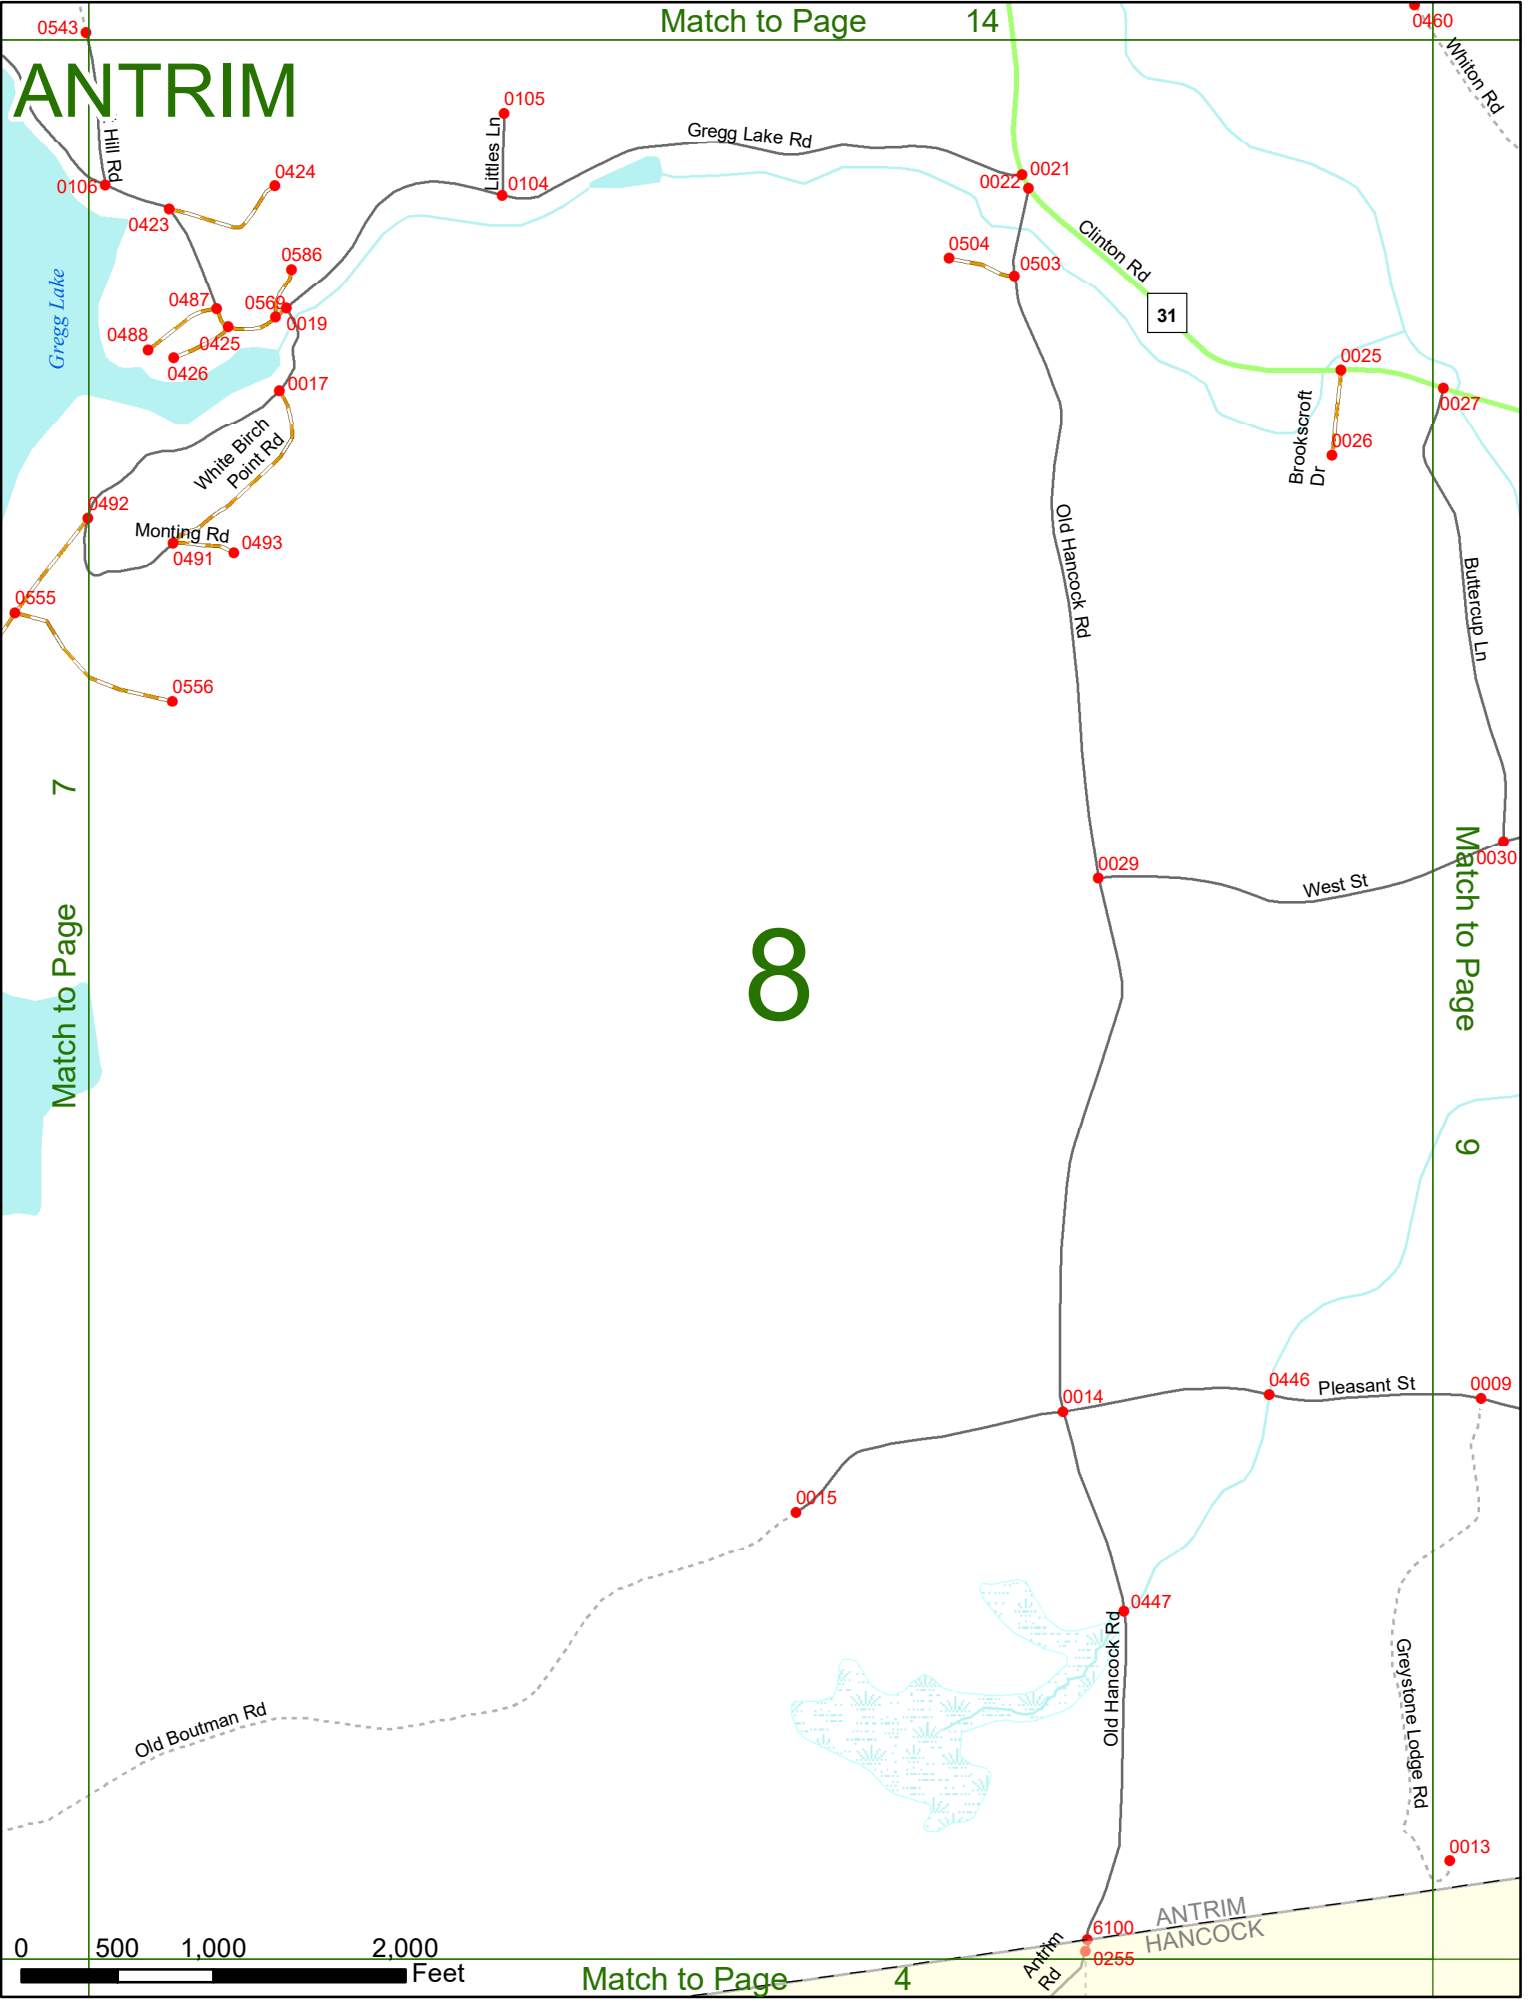 Match to Page 14
0543
0460
ANTRIM
Whiton Rd
Hill Rd
0105
Littles Ln
Gregg Lake Rd
0106
0424
0104
0021
0022
0423
Clinton Rd
0504
0503
0586
Gregg Lake
0487
0569
0019
31
0488
0425
0426
0025
0017
0027
Brookscroft
Dr
0026
White Birch
Point Rd
0492
Monting Rd
0491
0493
Old Hancock Rd
Buttercup Ln
0555
0556
7
Match to Page
0029
0030
West St
8
Match to Page
9
0446
Pleasant St
0009
0014
0015
0447
Old Hancock Rd
Greystone Lodge Rd
Old Boutman Rd
0013
ANTRIM
HANCOCK
6100
0255
Antrim
Rd
0 500 1,000 2,000
Feet
Match to Page 4